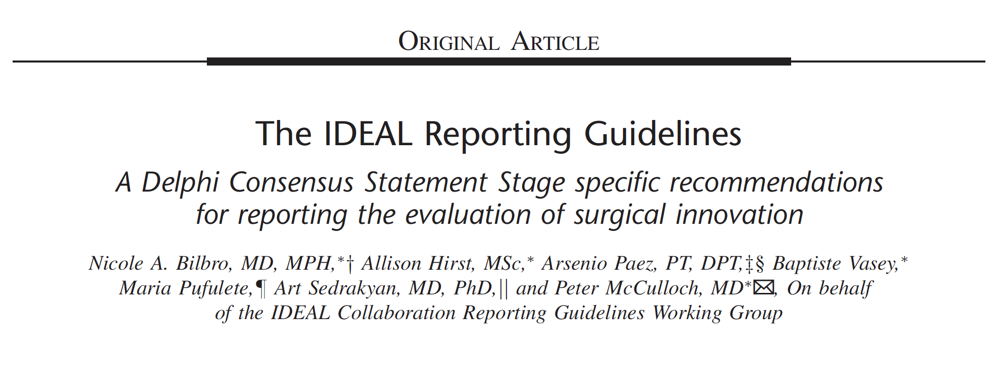 ORIGINAL ARTICLE
The IDEAL Reporting Guidelines
A Delphi Consensus Statement Stage specific recommendations
for reporting the evaluation of surgical innovation
Nicole A. Bilbro, MD, MPH,*† Allison Hirst, MSc,* Arsenio Paez, PT, DPT,‡§ Baptiste Vasey,*
Maria Pufulete,¶ Art Sedrakyan, MD, PhD,|| and Peter McCulloch, MD*✉, On behalf
of the IDEAL Collaboration Reporting Guidelines Working Group